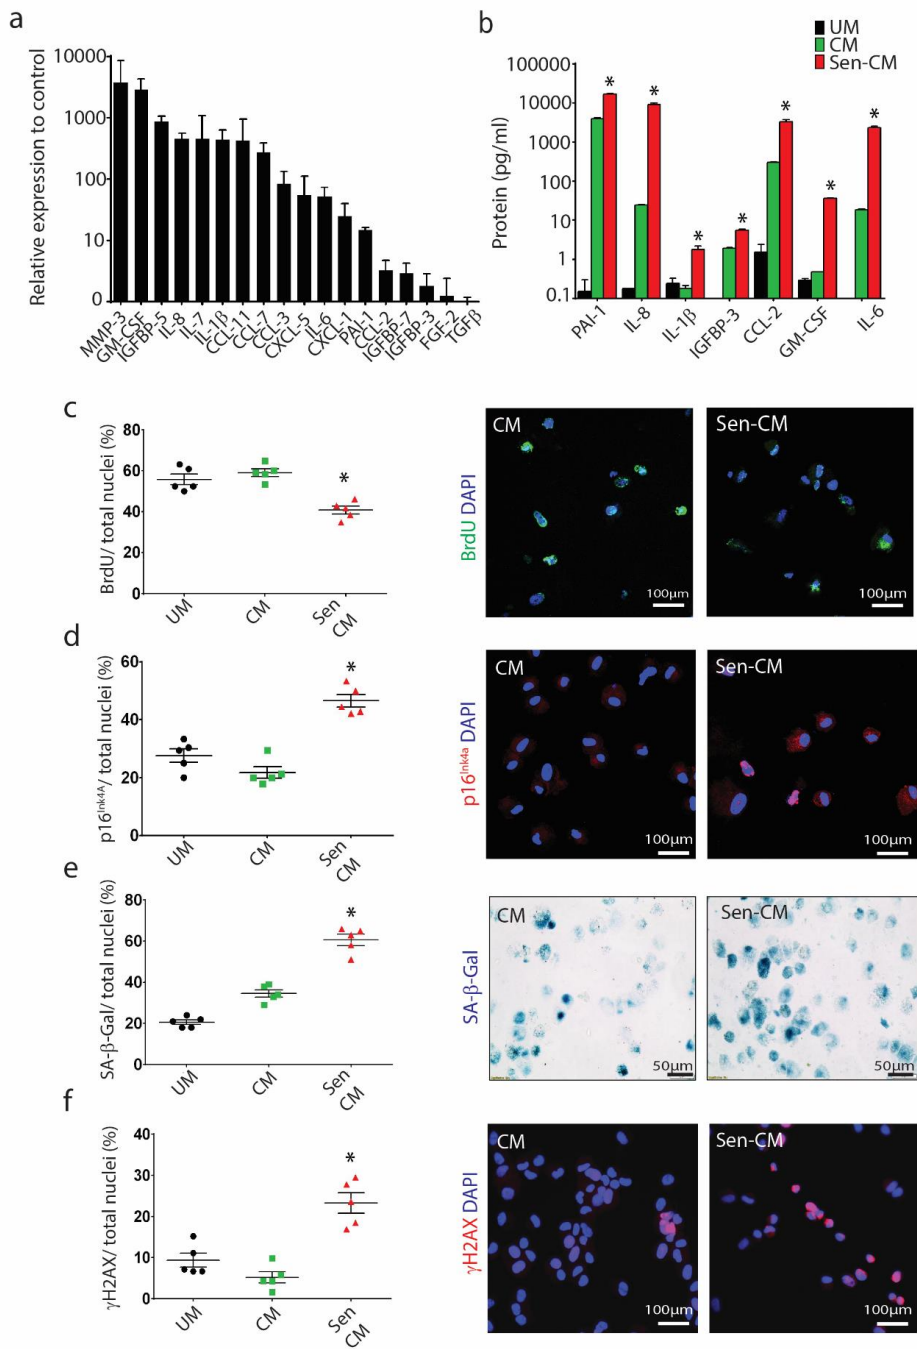 a
Relative expression to control
10000
1000
100
10
0
MMP-3
GM-CSF
IGFBP-5
IL-8
IL-7
IL-1β
CCL-11
CCL-7
CCL-3
CXCL-5
IL-6
CXCL-1
PAI-1
CCL-2
IGFBP-7
IGFBP-3
FGF-2
TGFβ
b
UM
CM
Sen-CM
Protein (pg/ml)
100000
10000
1000
100
10
1
0.1
* * * * * * *
PAI-1
IL-8
IL-1β
IGFBP-3
CCL-2
GM-CSF
IL-6
c
BrdU/ total nuclei (%)
80
60
40
20
0
*
UM
CM
Sen
CM
BrdU DAPI
CM
100μm
Sen-CM
100μm
d
p16Ink4A/ total nuclei (%)
60
40
20
0
*
UM
CM
Sen
CM
p16Ink4a DAPI
CM
100μm
Sen-CM
100μm
e
SA-β-Gal/ total nuclei (%)
80
60
40
20
0
*
UM
CM
Sen
CM
SA-β-Gal
CM
50μm
Sen-CM
50μm
f
γH2AX/ total nuclei (%)
40
30
20
10
0
*
UM
CM
Sen
CM
γH2AX DAPI
CM
100μm
Sen-CM
100μm